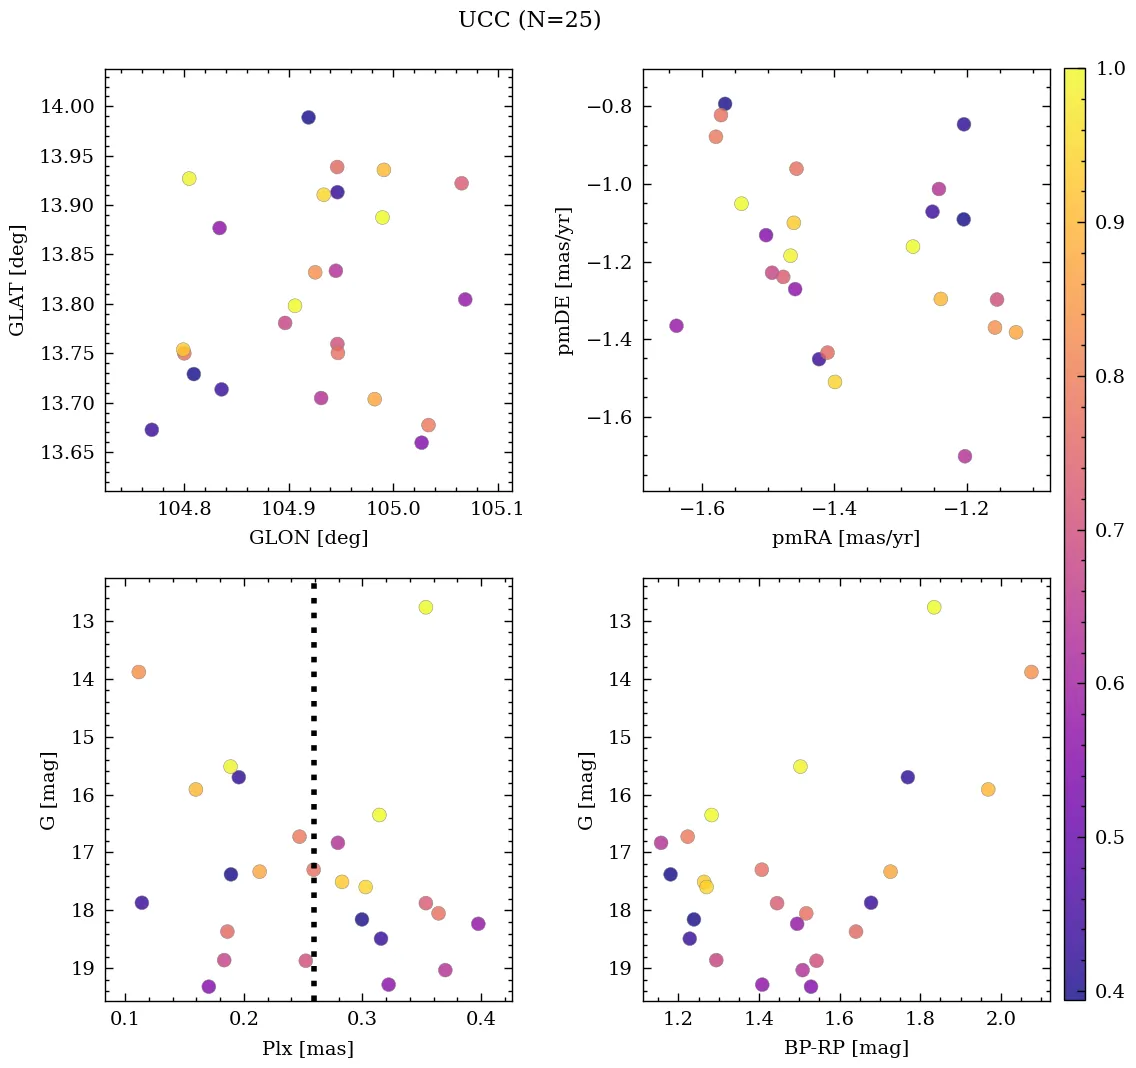 UCC (N=25)
14.00
13.95
13.90
13.85
13.80
13.75
13.70
13.65
GLAT [deg]
104.8 104.9 105.0 105.1
GLON [deg]
−0.8
−1.0
−1.2
−1.4
−1.6
pmDE [mas/yr]
−1.6 −1.4 −1.2
pmRA [mas/yr]
1.0
0.9
0.8
0.7
0.6
0.5
0.4
13
14
15
16
17
18
19
G [mag]
0.1 0.2 0.3 0.4
Plx [mas]
13
14
15
16
17
18
19
G [mag]
1.2 1.4 1.6 1.8 2.0
BP-RP [mag]